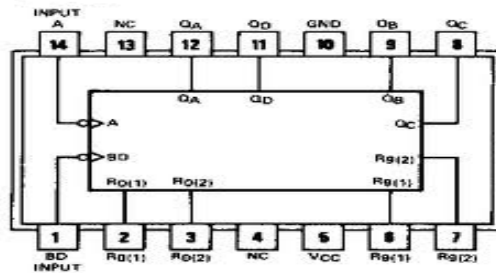 INPUT
A NC QA QD GND QB QC
14 13 12 11 10 9 8
QA QD QB
A QC
BD R9(2)
R0(1) R0(2) R9(1)
1 2 3 4 5 6 7
BD R0(1) R0(2) NC VCC R9(1) R9(2)
INPUT